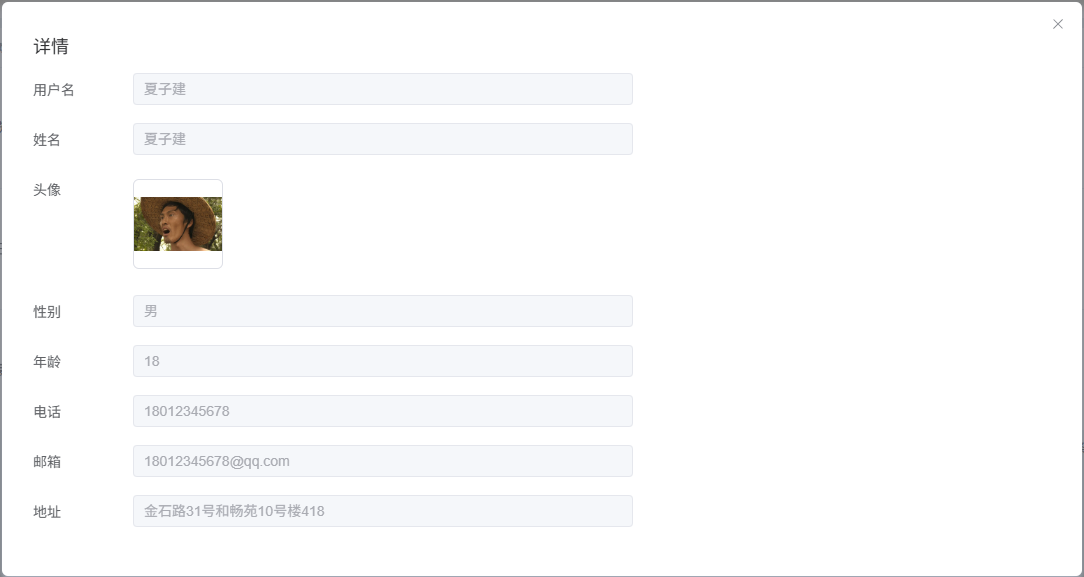 详情
用户名
夏子建
姓名
夏子建
头像
性别
男
年龄
18
电话
18012345678
邮箱
18012345678@qq.com
地址
金石路31号和畅苑10号楼418